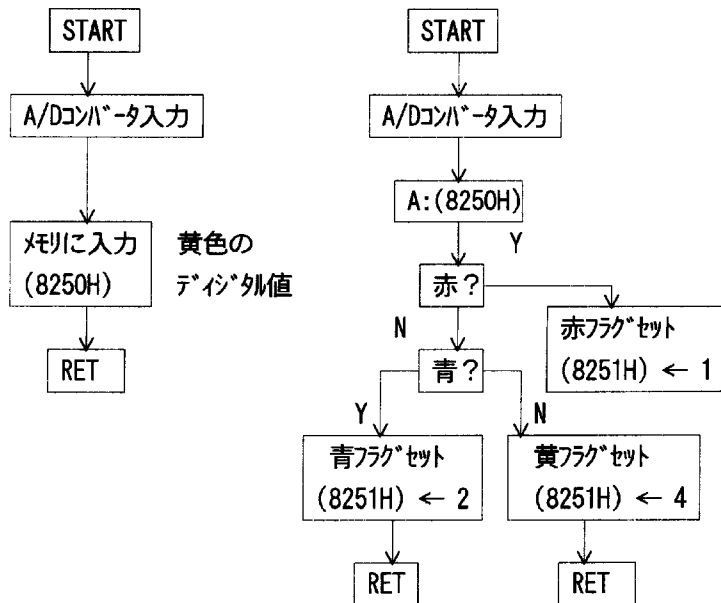 START
A/Dコンバータ入力
メモリに入力
(8250H)
黄色の
ディジタル値
RET
START
A/Dコンバータ入力
A:(8250H)
Y
赤?
N
赤フラグセット
(8251H) ← 1
青?
Y
N
青フラグセット
(8251H) ← 2
黄フラグセット
(8251H) ← 4
RET
RET